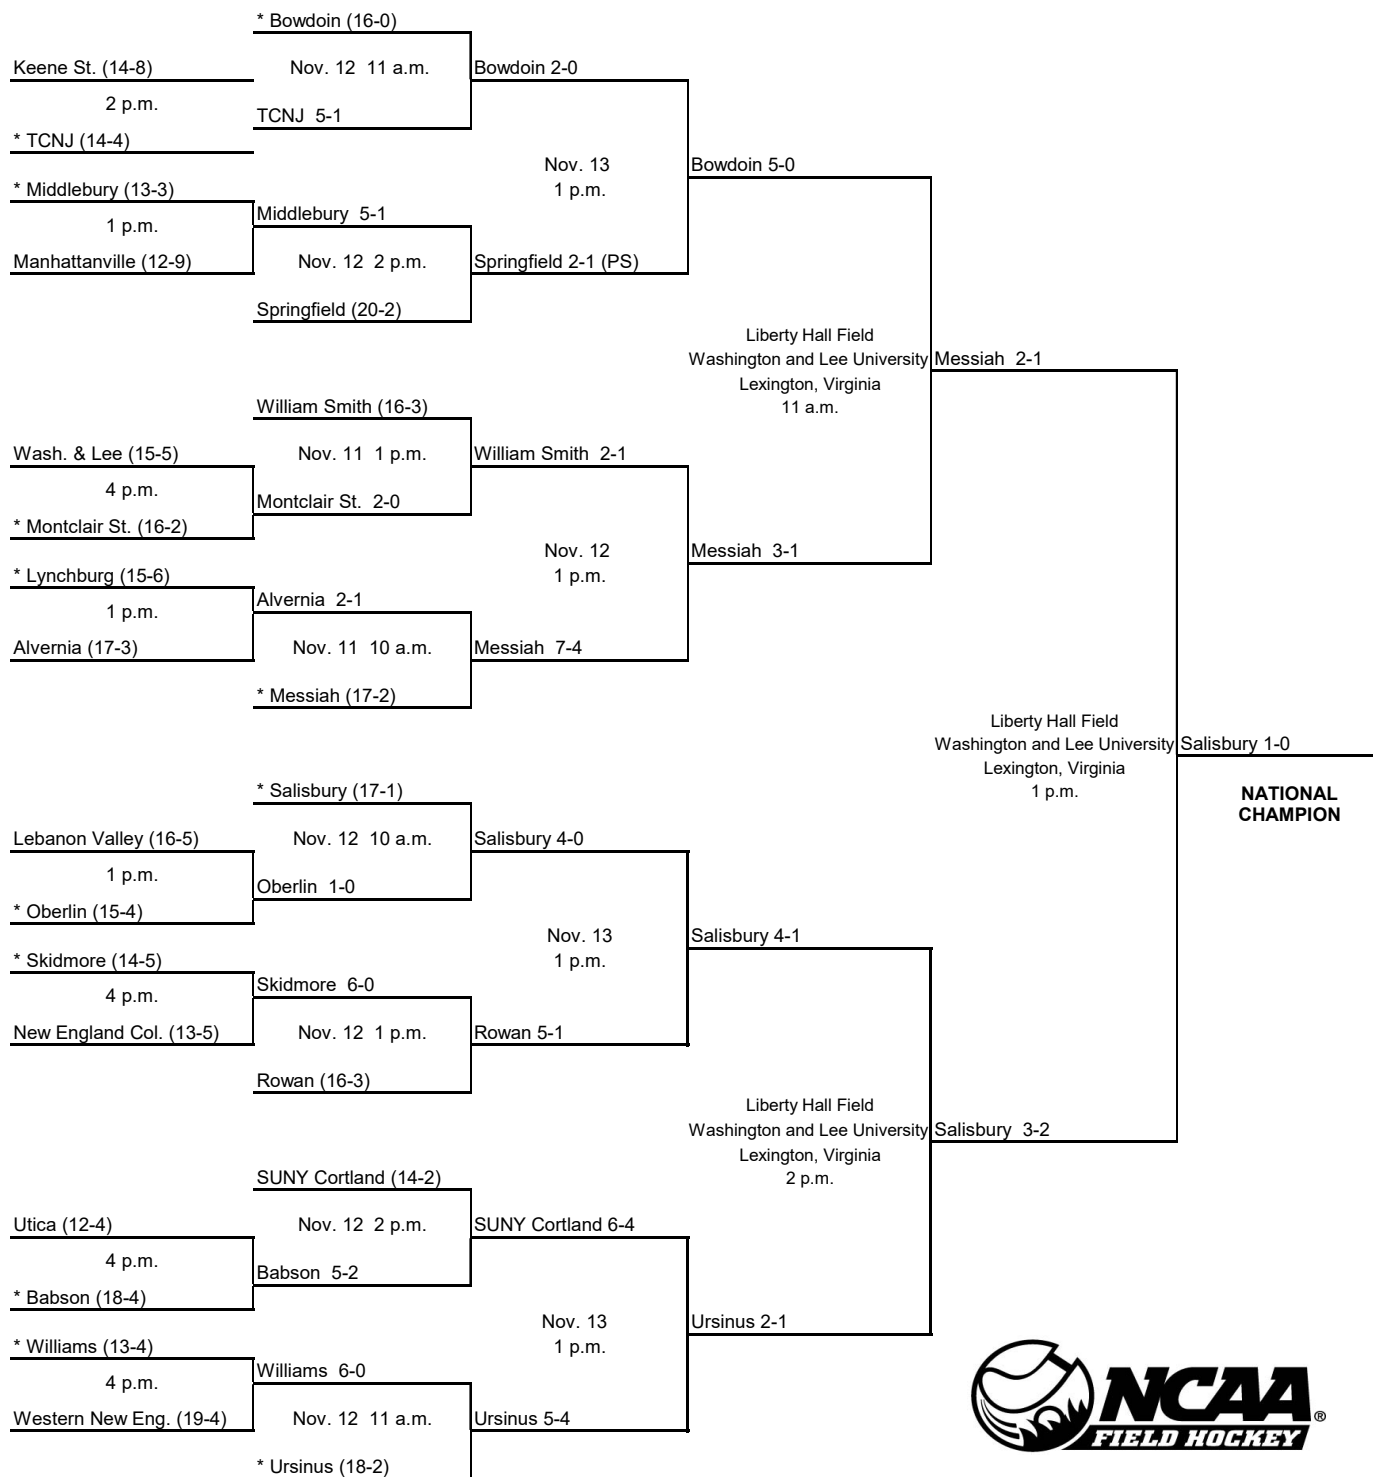 * Bowdoin (16-0)
Keene St. (14-8)
Nov. 12 11 a.m.
Bowdoin 2-0
2 p.m.
TCNJ 5-1
* TCNJ (14-4)
Nov. 13
1 p.m.
Bowdoin 5-0
* Middlebury (13-3)
1 p.m.
Middlebury 5-1
Manhattanville (12-9)
Nov. 12 2 p.m.
Springfield 2-1 (PS)
Springfield (20-2)
Liberty Hall Field
Washington and Lee University
Lexington, Virginia
11 a.m.
Messiah 2-1
William Smith (16-3)
Wash. & Lee (15-5)
Nov. 11 1 p.m.
William Smith 2-1
4 p.m.
Montclair St. 2-0
* Montclair St. (16-2)
Nov. 12
1 p.m.
Messiah 3-1
* Lynchburg (15-6)
1 p.m.
Alvernia 2-1
Alvernia (17-3)
Nov. 11 10 a.m.
Messiah 7-4
* Messiah (17-2)
Liberty Hall Field
Washington and Lee University
Lexington, Virginia
1 p.m.
Salisbury 1-0
NATIONAL
CHAMPION
* Salisbury (17-1)
Lebanon Valley (16-5)
Nov. 12 10 a.m.
Salisbury 4-0
1 p.m.
Oberlin 1-0
* Oberlin (15-4)
Nov. 13
1 p.m.
Salisbury 4-1
* Skidmore (14-5)
4 p.m.
Skidmore 6-0
New England Col. (13-5)
Nov. 12 1 p.m.
Rowan 5-1
Rowan (16-3)
Liberty Hall Field
Washington and Lee University
Lexington, Virginia
2 p.m.
Salisbury 3-2
SUNY Cortland (14-2)
Utica (12-4)
Nov. 12 2 p.m.
SUNY Cortland 6-4
4 p.m.
Babson 5-2
* Babson (18-4)
Nov. 13
1 p.m.
Ursinus 2-1
* Williams (13-4)
4 p.m.
Williams 6-0
Western New Eng. (19-4)
Nov. 12 11 a.m.
Ursinus 5-4
* Ursinus (18-2)
NCAA®
FIELD HOCKEY